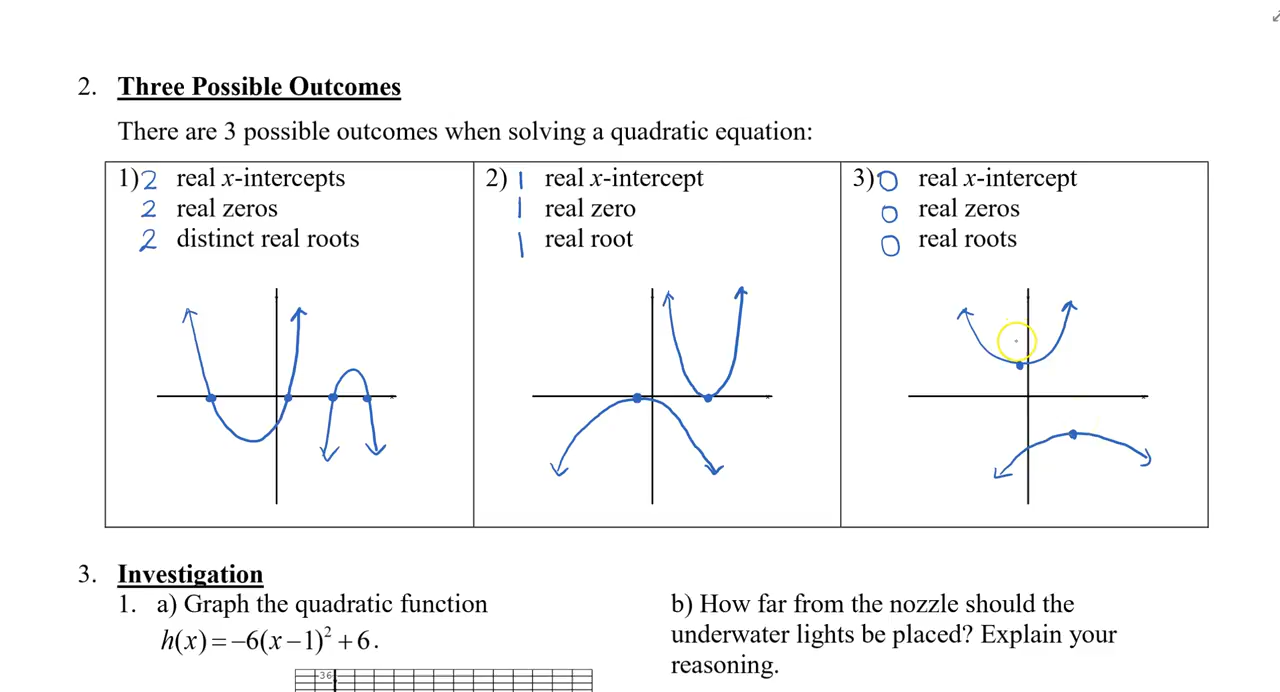 2. Three Possible Outcomes
There are 3 possible outcomes when solving a quadratic equation:
1) 2 real x-intercepts
2 real zeros
2 distinct real roots
2) 1 real x-intercept
1 real zero
1 real root
3) 0 real x-intercept
0 real zeros
0 real roots
3. Investigation
1. a) Graph the quadratic function
h(x) = −6(x − 1)² + 6.
36
b) How far from the nozzle should the
underwater lights be placed? Explain your
reasoning.